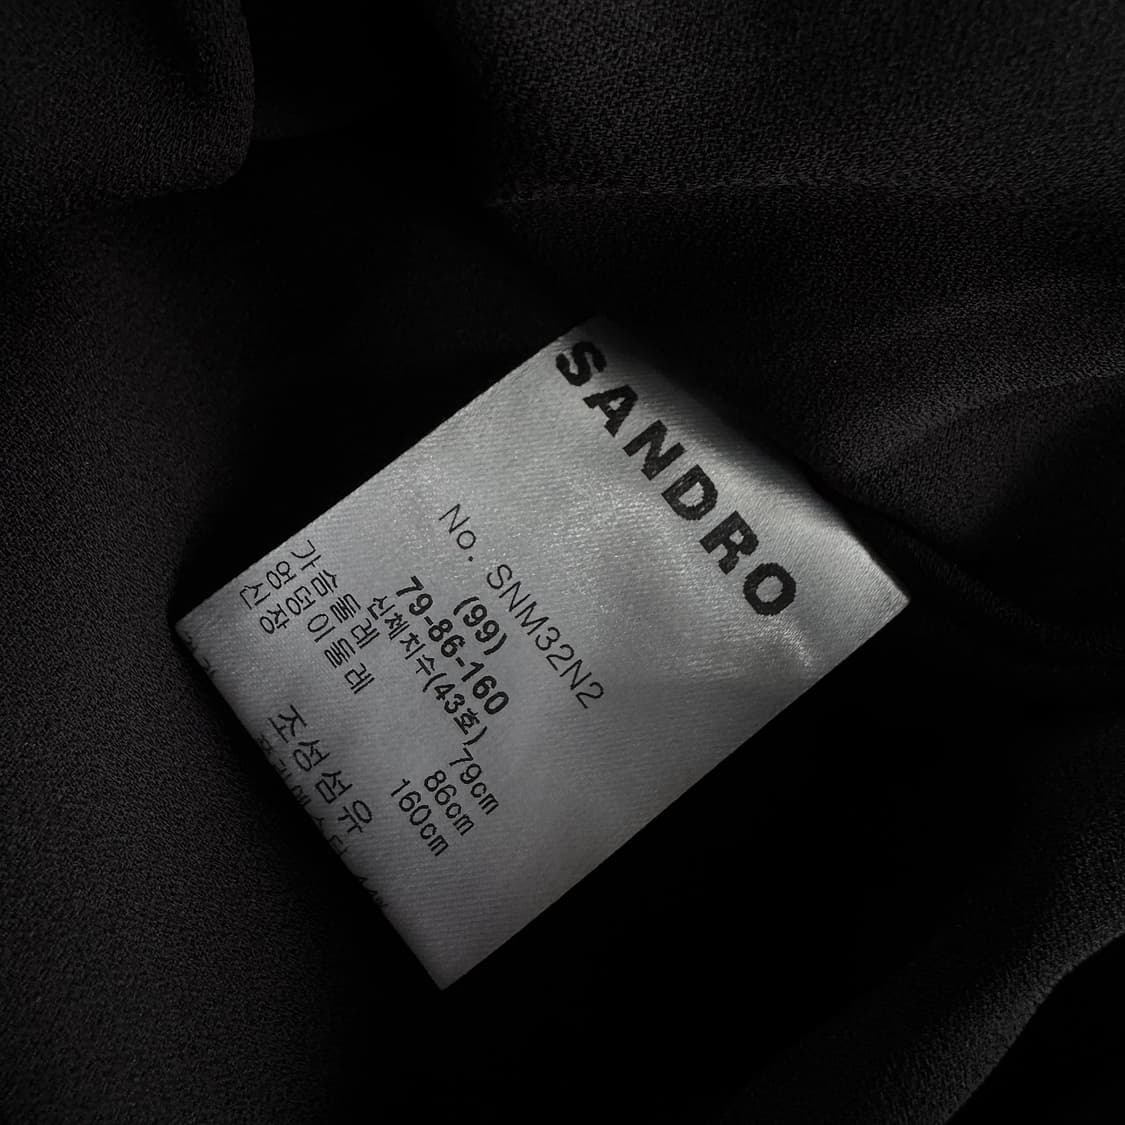 SANDRO
No. SNM32N2
(99)
79-86-160
신체치수(43호)
가슴둘레 79cm
엉덩이둘레 86cm
신장 160cm
조성섬유